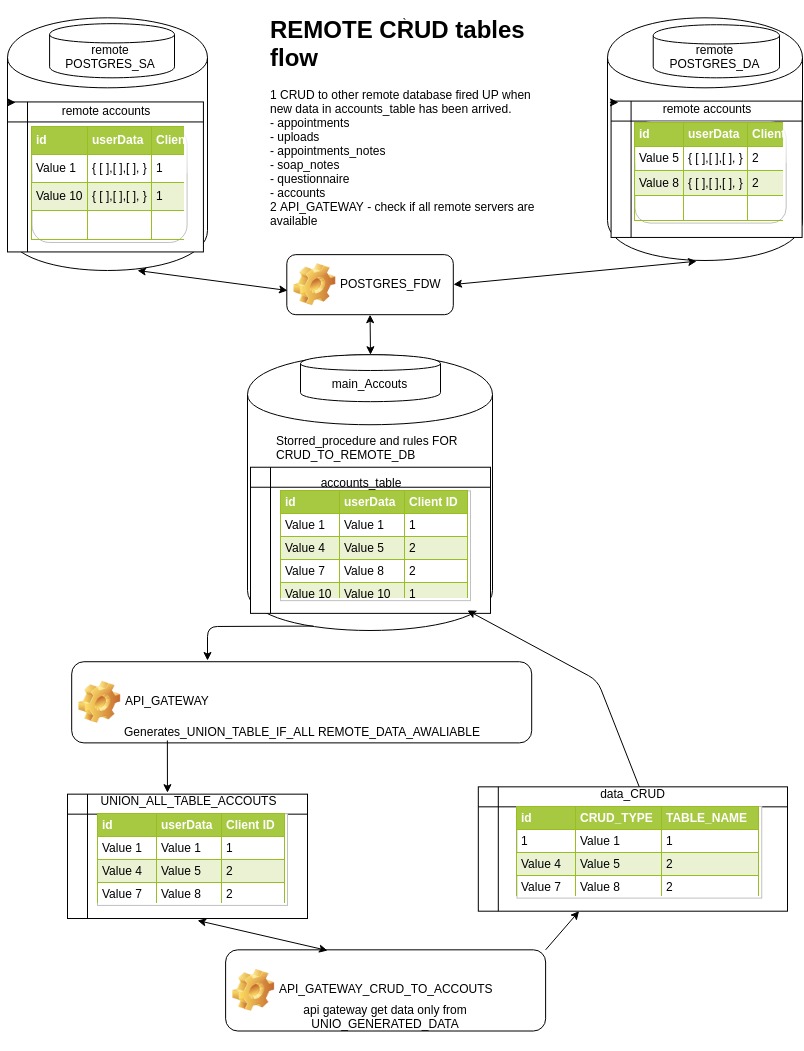 REMOTE CRUD tables
flow
remote
POSTGRES_SA
remote
POSTGRES_DA
1 CRUD to other remote database fired UP when
new data in accounts_table has been arrived.
- appointments
- uploads
- appointments_notes
- soap_notes
- questionnaire
- accounts
2 API_GATEWAY - check if all remote servers are
available
remote accounts
id userData Clien
Value 1 { [ ],[ ],[ ], } 1
Value 10 { [ ],[ ],[ ], } 1
remote accounts
id userData Client
Value 5 { [ ],[ ],[ ], } 2
Value 8 { [ ],[ ],[ ], } 2
POSTGRES_FDW
main_Accouts
Storred_procedure and rules FOR
CRUD_TO_REMOTE_DB
accounts_table
id userData Client ID
Value 1 Value 1 1
Value 4 Value 5 2
Value 7 Value 8 2
Value 10 Value 10 1
API_GATEWAY
Generates_UNION_TABLE_IF_ALL REMOTE_DATA_AWALIABLE
UNION_ALL_TABLE_ACCOUTS
id userData Client ID
Value 1 Value 1 1
Value 4 Value 5 2
Value 7 Value 8 2
data_CRUD
id CRUD_TYPE TABLE_NAME
1 Value 1 1
Value 4 Value 5 2
Value 7 Value 8 2
API_GATEWAY_CRUD_TO_ACCOUTS
api gateway get data only from
UNIO_GENERATED_DATA